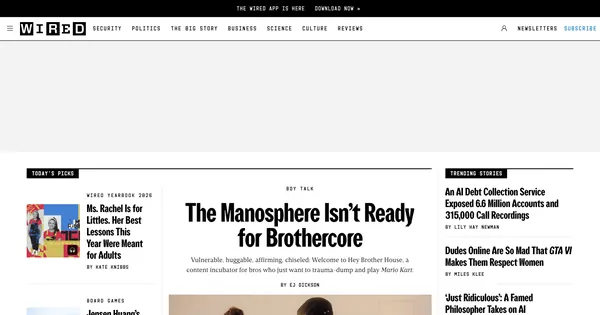 THE WIRED APP IS HERE DOWNLOAD NOW »
WIRED SECURITY POLITICS THE BIG STORY BUSINESS SCIENCE CULTURE REVIEWS NEWSLETTERS SUBSCRIBE
TODAY'S PICKS
WIRED YEARBOOK 2026
Ms. Rachel Is for
Littles. Her Best
Lessons This
Year Were Meant
for Adults
BY KATE KNIBBS
BOARD GAMES
Jensen Huang's
BOY TALK
The Manosphere Isn't Ready
for Brothercore
Vulnerable, huggable, affirming, chiseled: Welcome to Hey Brother House, a
content incubator for bros who just want to trauma-dump and play Mario Kart
BY EJ DICKSON
TRENDING STORIES
An AI Debt Collection Service
Exposed 6.6 Million Accounts and
315,000 Call Recordings
BY LILY HAY NEWMAN
Dudes Online Are So Mad That GTA VI
Makes Them Respect Women
BY MILES KLEE
'Just Ridiculous': A Famed
Philosopher Takes on AI